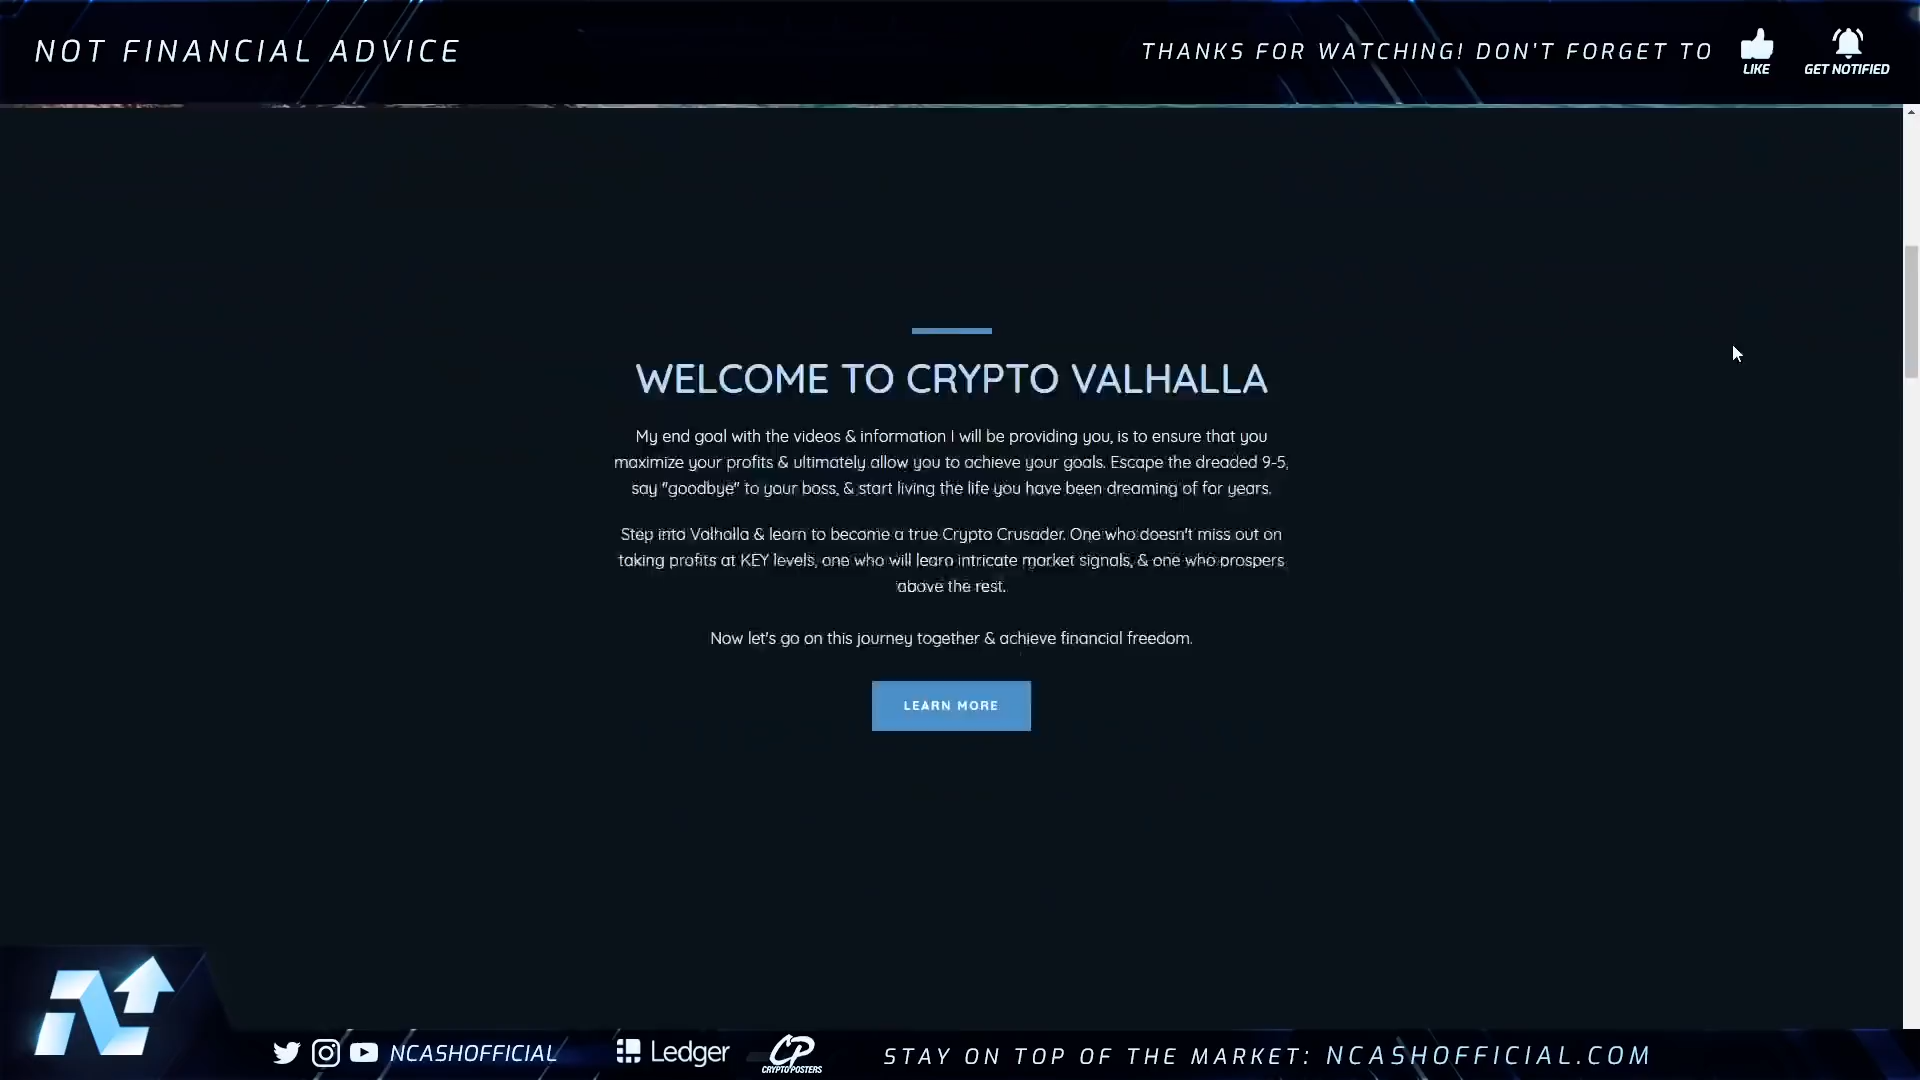 NOT FINANCIAL ADVICE
THANKS FOR WATCHING! DON'T FORGET TO
LIKE
GET NOTIFIED
WELCOME TO CRYPTO VALHALLA
My end goal with the videos & information I will be providing you, is to ensure that you
maximize your profits & ultimately allow you to achieve your goals. Escape the dreaded 9-5,
say "goodbye" to your boss, & start living the life you have been dreaming of for years.
Step into Valhalla & learn to become a true Crypto Crusader. One who doesn't miss out on
taking profits at KEY levels, one who will learn intricate market signals, & one who prospers
above the rest.
Now let's go on this journey together & achieve financial freedom.
LEARN MORE
NCASHOFFICIAL
Ledger
CP
CRYPTO POSTERS
STAY ON TOP OF THE MARKET: NCASHOFFICIAL.COM